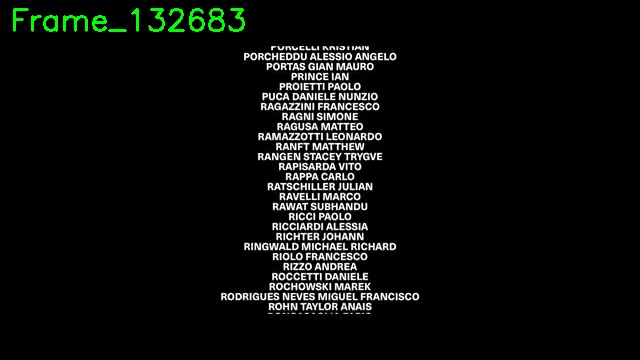 Frame_132683
PORCELLI KRISTIAN
PORCHEDDU ALESSIO ANGELO
PORTAS GIAN MAURO
PRINCE IAN
PROIETTI PAOLO
PUCA DANIELE NUNZIO
RAGAZZINI FRANCESCO
RAGNI SIMONE
RAGUSA MATTEO
RAMAZZOTTI LEONARDO
RANFT MATTHEW
RANGEN STACEY TRYGVE
RAPISARDA VITO
RAPPA CARLO
RATSCHILLER JULIAN
RAVELLI MARCO
RAWAT SUBHANDU
RICCI PAOLO
RICCIARDI ALESSIA
RICHTER JOHANN
RINGWALD MICHAEL RICHARD
RIOLO FRANCESCO
RIZZO ANDREA
ROCCETTI DANIELE
ROCHOWSKI MAREK
RODRIGUES NEVES MIGUEL FRANCISCO
ROHN TAYLOR ANAIS